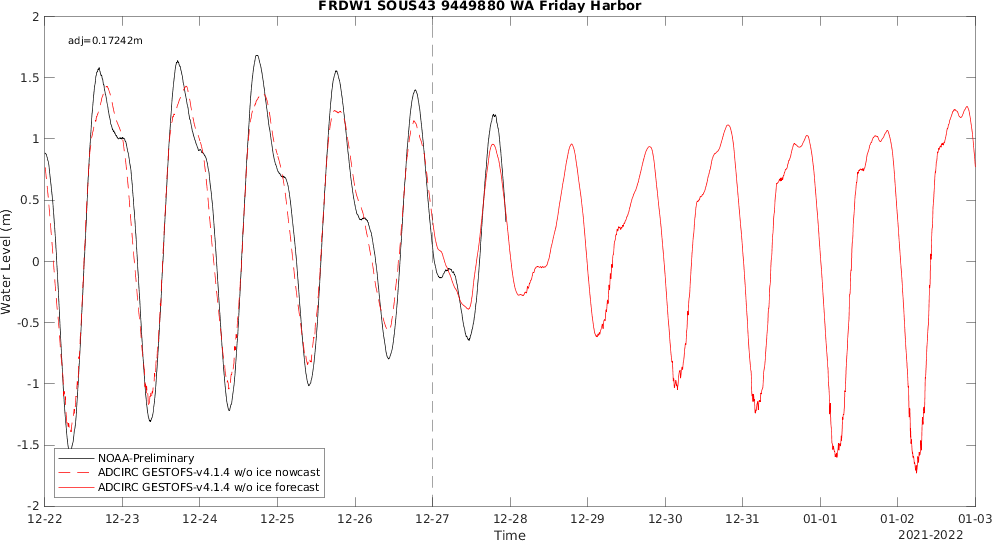 FRDW1 SOUS43 9449880 WA Friday Harbor
adj=0.17242m
Water Level (m)
2
1.5
1
0.5
0
-0.5
-1
-1.5
-2
NOAA-Preliminary
ADCIRC GESTOFS-v4.1.4 w/o ice nowcast
ADCIRC GESTOFS-v4.1.4 w/o ice forecast
12-22 12-23 12-24 12-25 12-26 12-27 12-28 12-29 12-30 12-31 01-01 01-02 01-03
Time
2021-2022